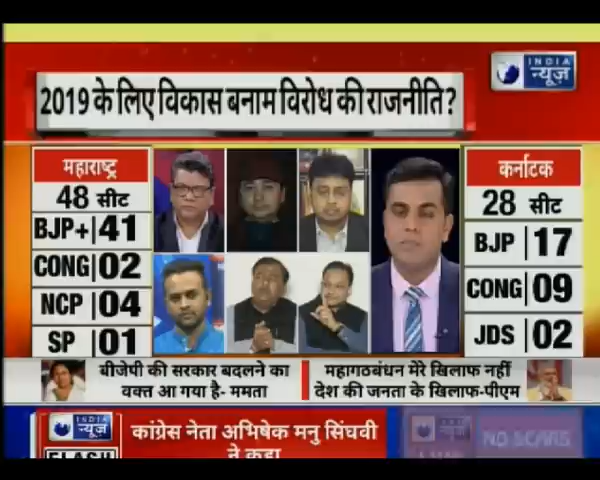 INDIA
न्यूज़
2019 के लिए विकास बनाम विरोध की राजनीति?
महाराष्ट्र
48 सीट
BJP+ 41
CONG 02
NCP 04
SP 01
कर्नाटक
28 सीट
BJP 17
CONG 09
JDS 02
बीजेपी की सरकार बदलने का
वक्त आ गया है- ममता
महागठबंधन मेरे खिलाफ नहीं
देश की जनता के खिलाफ-पीएम
INDIA
न्यूज़
FLASH
कांग्रेस नेता अभिषेक मनु सिंघवी
ने कहा
NO SCARS